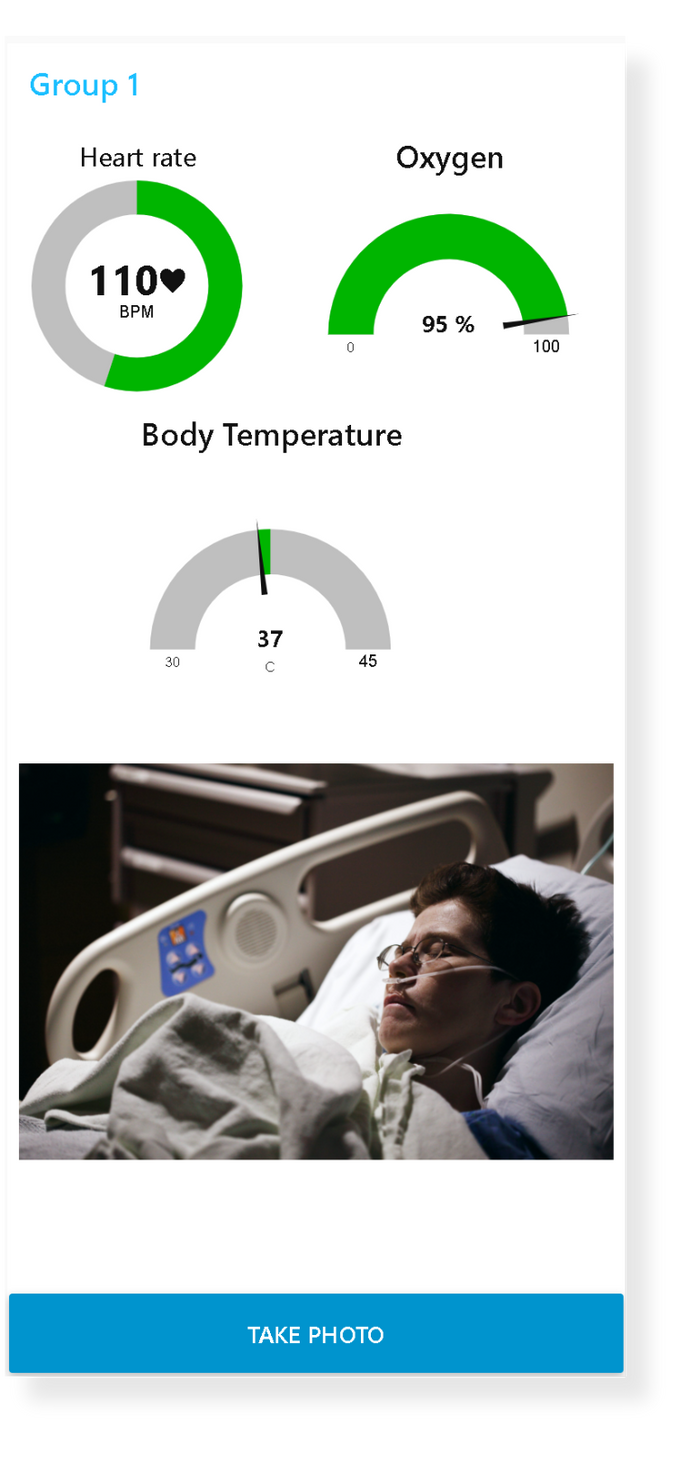 Group 1
Heart rate
Oxygen
110♥
BPM
95 %
0
100
Body Temperature
37
C
30
45
TAKE PHOTO